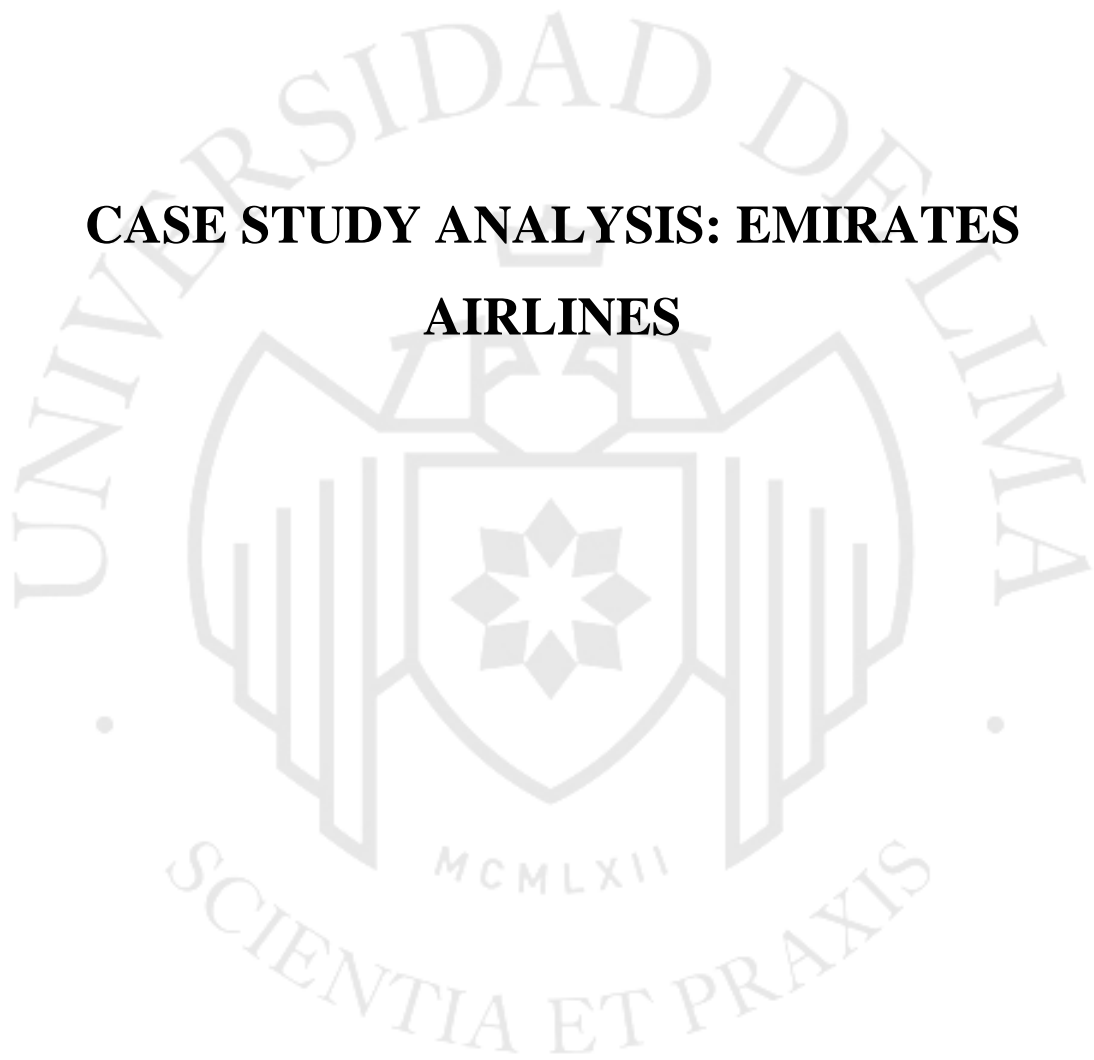 UNIVERSIDAD DE LIMA
CASE STUDY ANALYSIS: EMIRATES
AIRLINES
MCMLXII
SCIENTIA ET PRAXIS